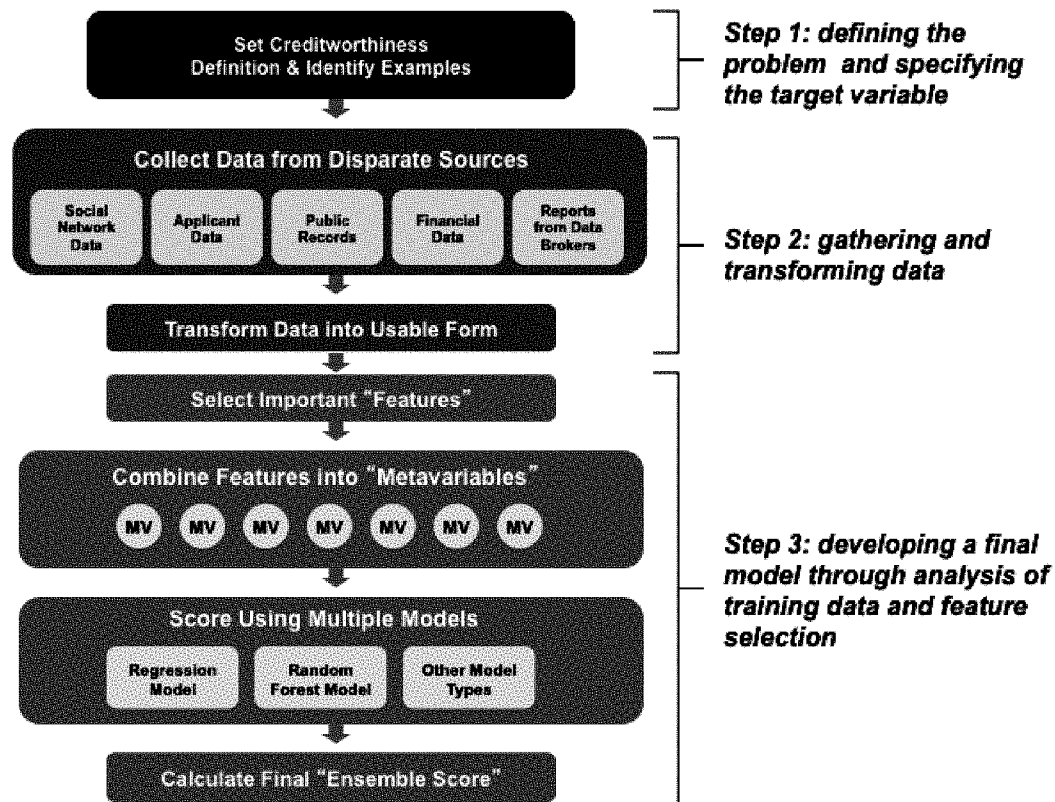 Set Creditworthiness
Definition & Identify Examples
Step 1: defining the
problem and specifying
the target variable
Collect Data from Disparate Sources
Social
Network
Data
Applicant
Data
Public
Records
Financial
Data
Reports
from Data
Brokers
Transform Data into Usable Form
Step 2: gathering and
transforming data
Select Important “Features”
Combine Features into “Metavariables”
MV MV MV MV MV MV MV
Score Using Multiple Models
Regression
Model
Random
Forest Model
Other Model
Types
Calculate Final “Ensemble Score”
Step 3: developing a final
model through analysis of
training data and feature
selection